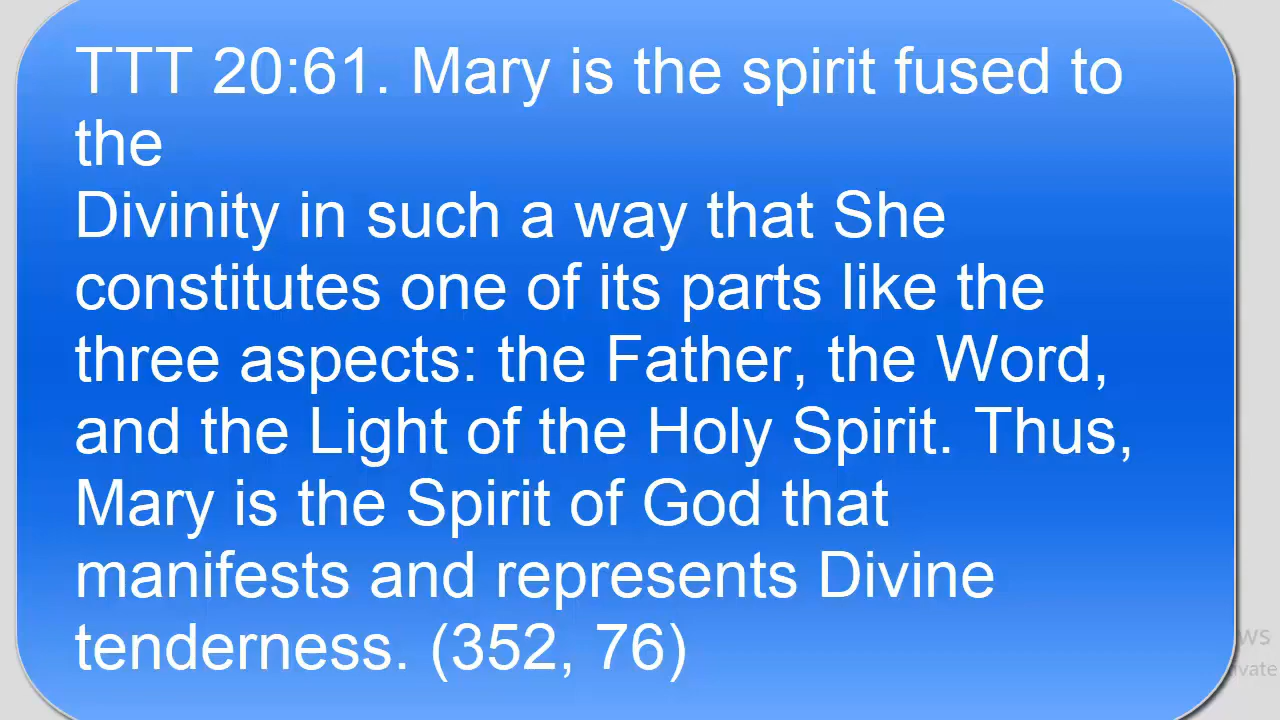 TTT 20:61. Mary is the spirit fused to
the
Divinity in such a way that She
constitutes one of its parts like the
three aspects: the Father, the Word,
and the Light of the Holy Spirit. Thus,
Mary is the Spirit of God that
manifests and represents Divine
tenderness. (352, 76)